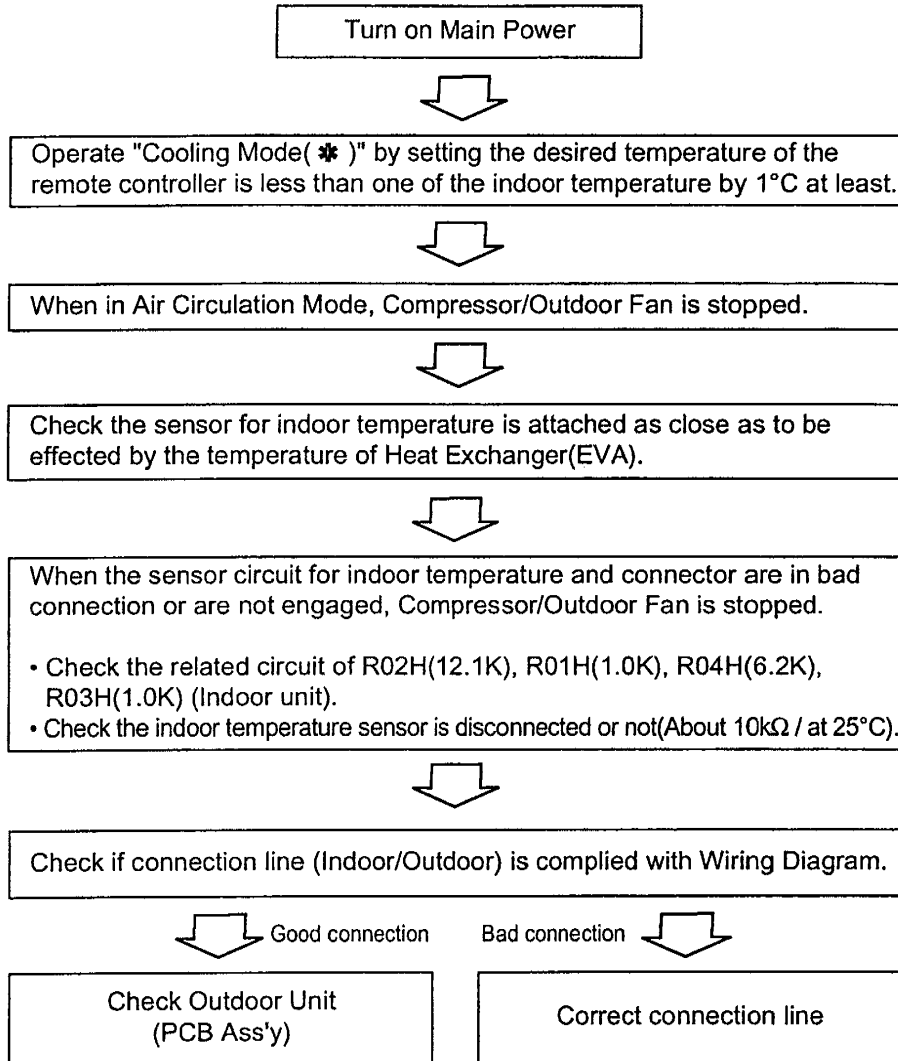 Turn on Main Power
Operate "Cooling Mode( ✱ )" by setting the desired temperature of the
remote controller is less than one of the indoor temperature by 1°C at least.
When in Air Circulation Mode, Compressor/Outdoor Fan is stopped.
Check the sensor for indoor temperature is attached as close as to be
effected by the temperature of Heat Exchanger(EVA).
When the sensor circuit for indoor temperature and connector are in bad
connection or are not engaged, Compressor/Outdoor Fan is stopped.
• Check the related circuit of R02H(12.1K), R01H(1.0K), R04H(6.2K),
R03H(1.0K) (Indoor unit).
• Check the indoor temperature sensor is disconnected or not(About 10kΩ / at 25°C).
Check if connection line (Indoor/Outdoor) is complied with Wiring Diagram.
Good connection
Bad connection
Check Outdoor Unit
(PCB Ass'y)
Correct connection line